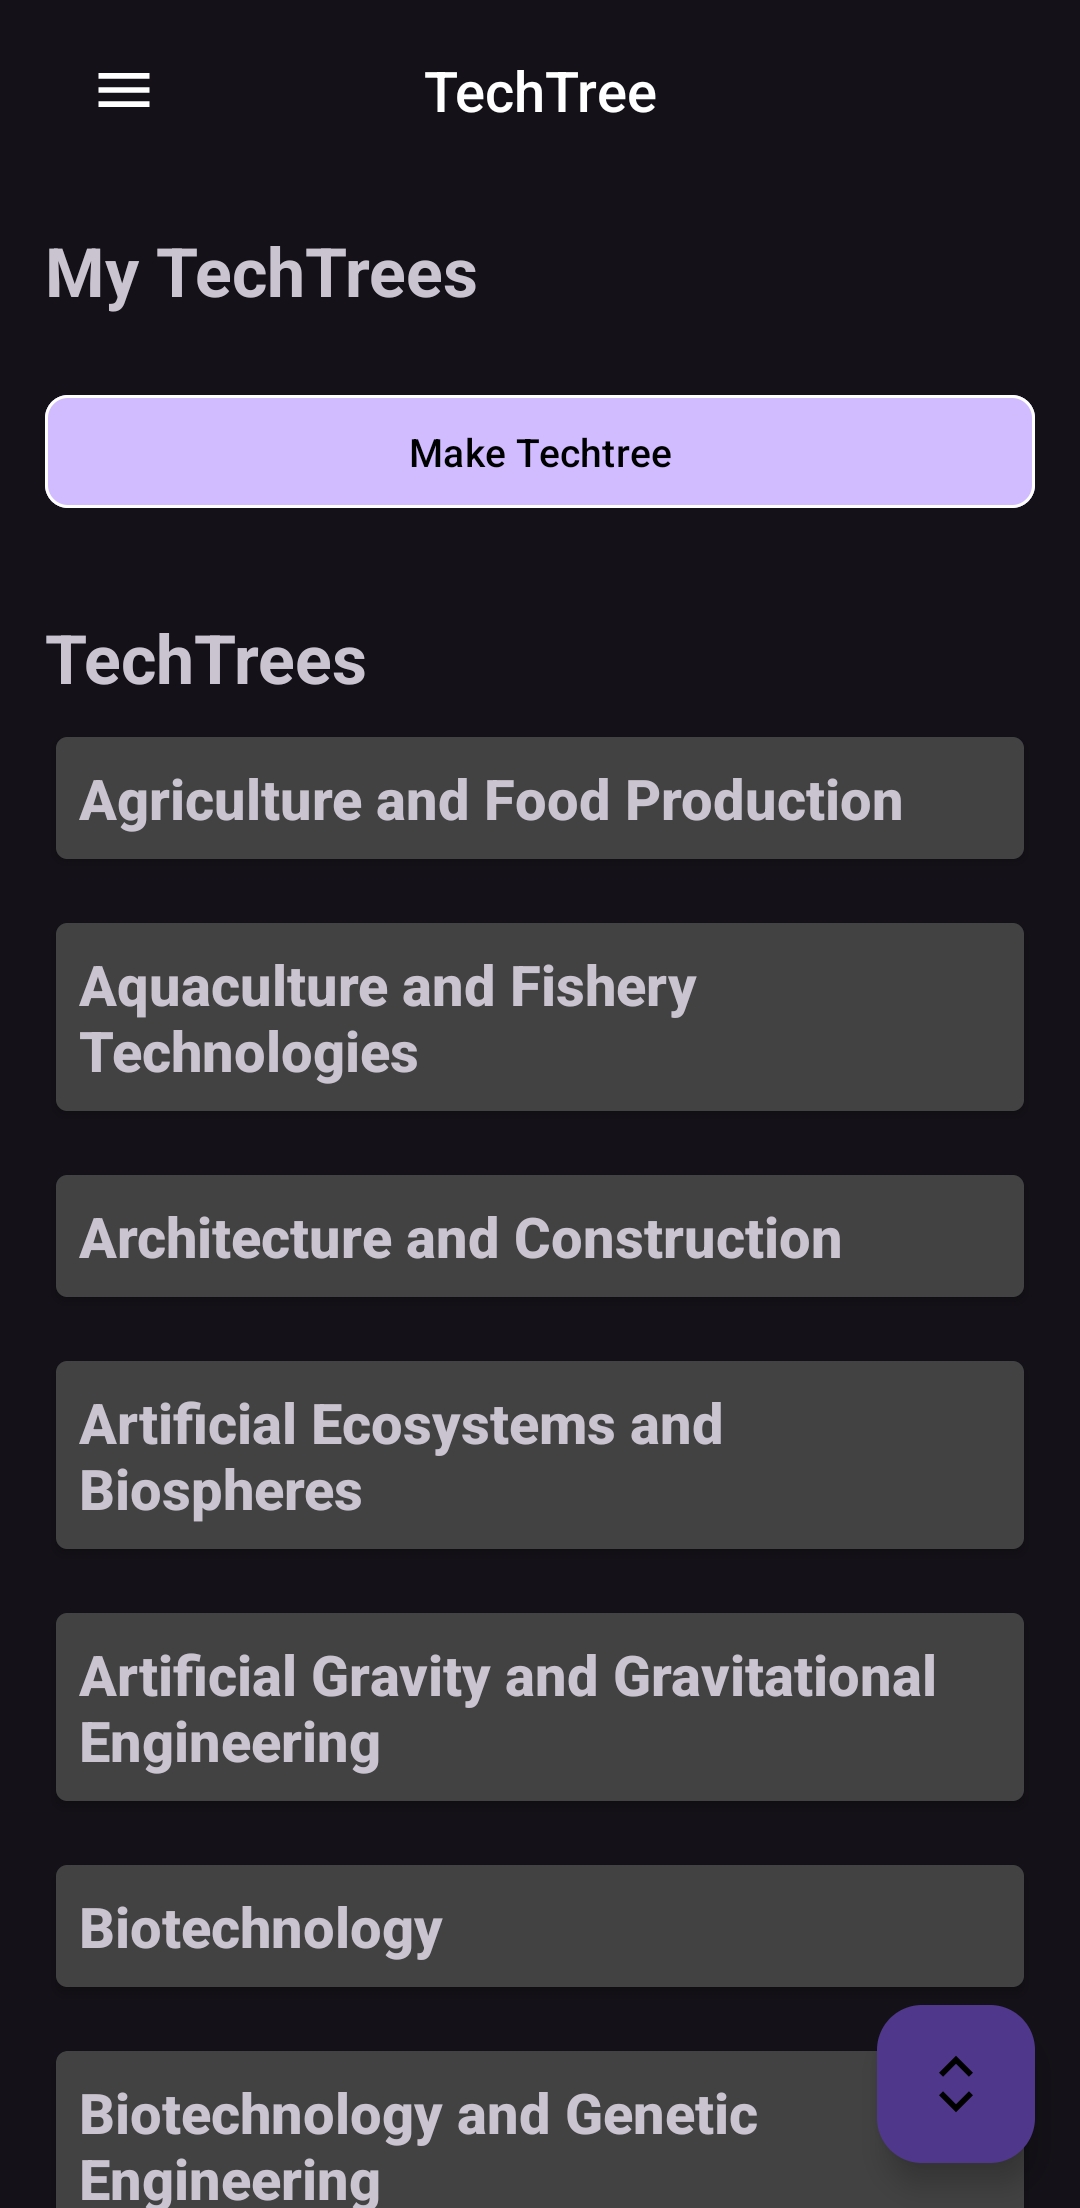 TechTree
My TechTrees
Make Techtree
TechTrees
Agriculture and Food Production
Aquaculture and Fishery
Technologies
Architecture and Construction
Artificial Ecosystems and
Biospheres
Artificial Gravity and Gravitational
Engineering
Biotechnology
Biotechnology and Genetic
Engineering